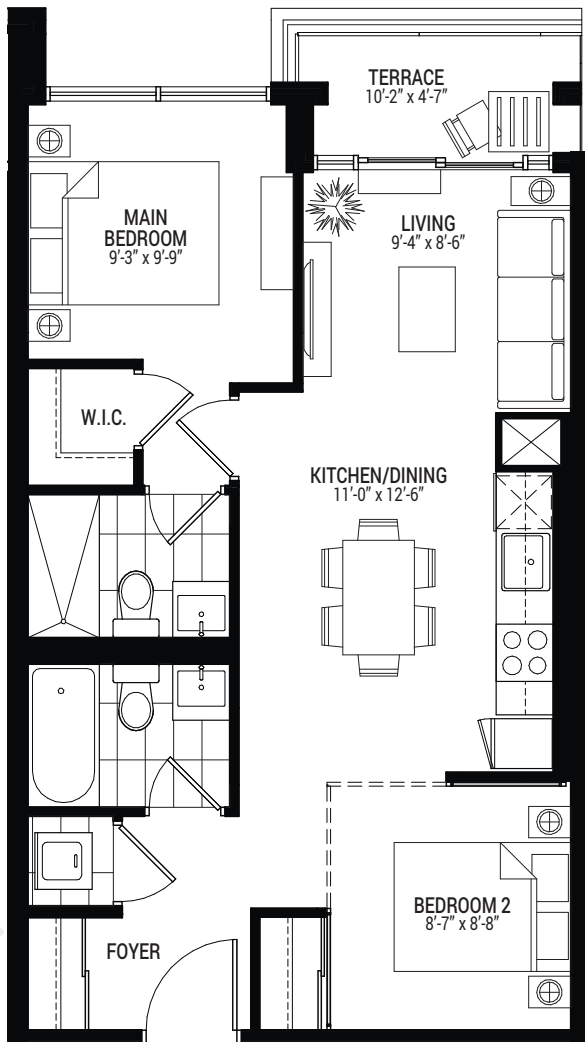 TERRACE
10'-2" x 4'-7"
MAIN
BEDROOM
9'-3" x 9'-9"
LIVING
9'-4" x 8'-6"
W.I.C.
KITCHEN/DINING
11'-0" x 12'-6"
BEDROOM 2
8'-7" x 8'-8"
FOYER